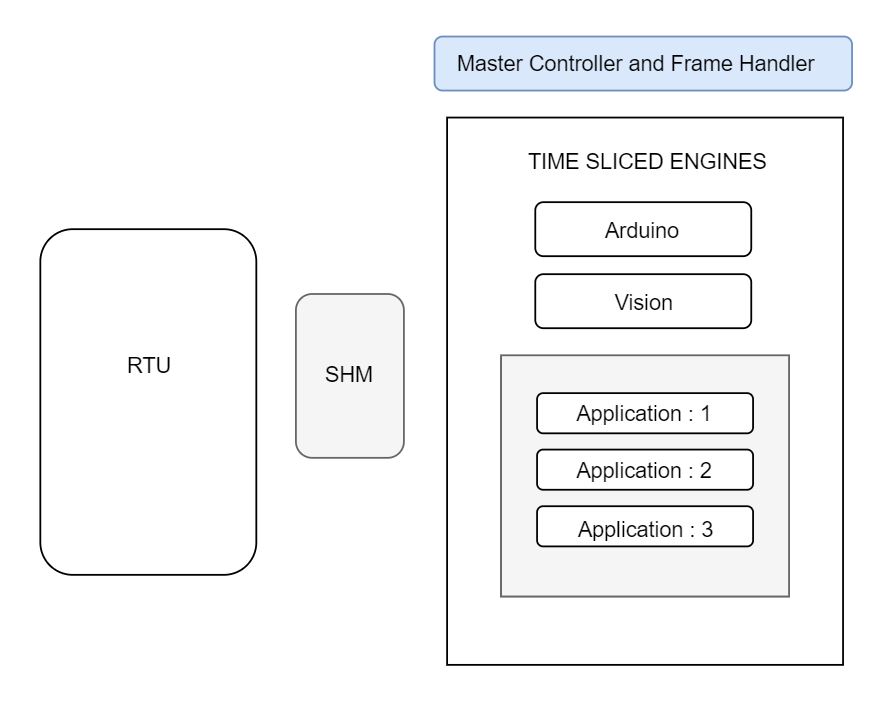 Master Controller and Frame Handler
TIME SLICED ENGINES
Arduino
Vision
RTU
SHM
Application : 1
Application : 2
Application : 3